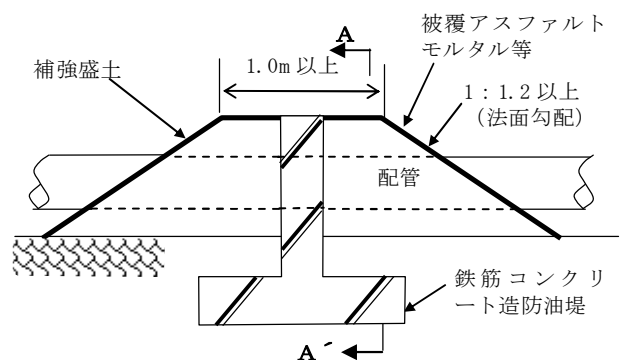 A
被覆アスファルト
モルタル等
1.0m 以上
補強盛土
1：1.2 以上
（法面勾配）
配管
鉄筋コンクリ
ート造防油堤
A´